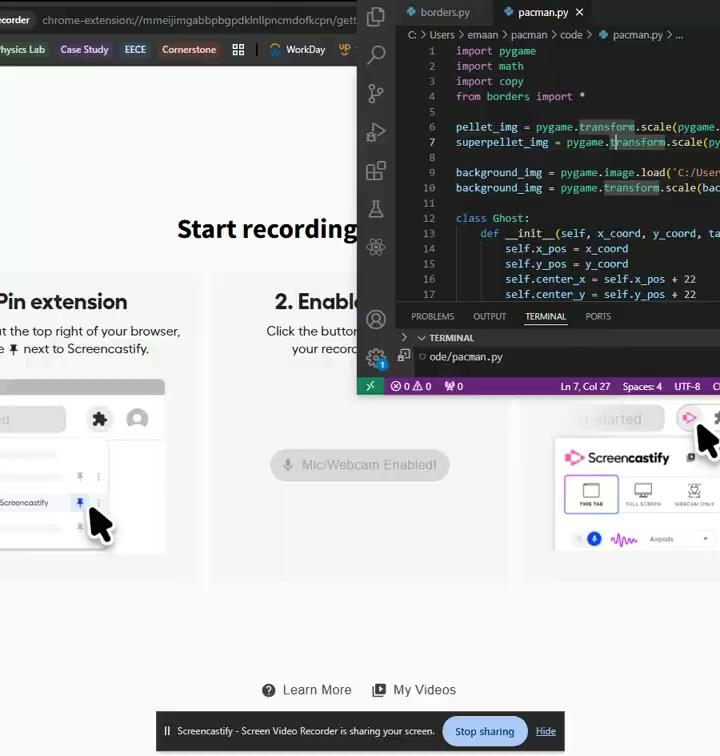 ecorder
chrome-extension://mmeijimgabbpbgpdklnllpncmdofkcpn/gett
hysics Lab
Case Study
EECE
Cornerstone
WorkDay
Start recording
Pin extension
ut the top right of your browser,
next to Screencastify.
Screencastify
2. Enabl
Click the button
your record
Mic/Webcam Enabled!
g-started
Screencastify
THIS TAB
FULL SCREEN
WEBCAM ONLY
Airpods
Learn More
My Videos
Screencastify - Screen Video Recorder is sharing your screen.
Stop sharing
Hide
borders.py
pacman.py
C: > Users > emaan > pacman > code > pacman.py > ...
1 import pygame
2 import math
3 import copy
4 from borders import *
5
6 pellet_img = pygame.transform.scale(pygame.
7 superpellet_img = pygame.transform.scale(py
8
9 background_img = pygame.image.load('C:/User
10 background_img = pygame.transform.scale(bac
11
12 class Ghost:
13 def __init__(self, x_coord, y_coord, ta
14 self.x_pos = x_coord
15 self.y_pos = y_coord
16 self.center_x = self.x_pos + 22
17 self.center_y = self.y_pos + 22
PROBLEMS OUTPUT TERMINAL PORTS
TERMINAL
ode/pacman.py
1
0 0 0
Ln 7, Col 27
Spaces: 4
UTF-8